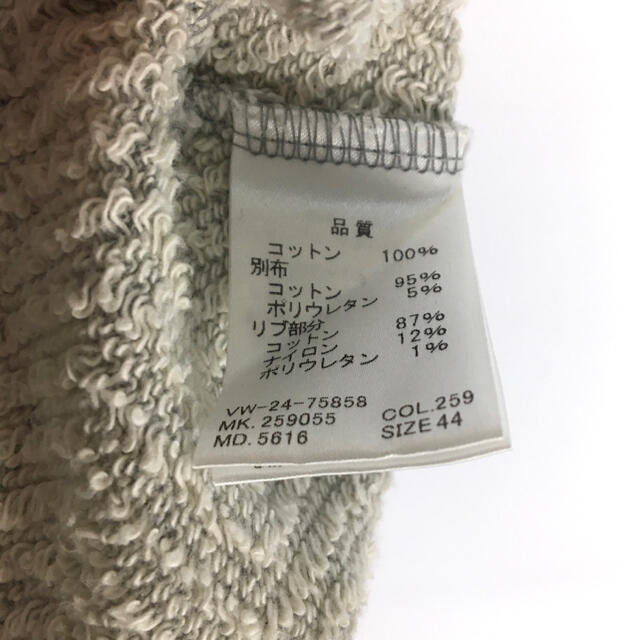 品質
コットン 100%
別布
コットン 95%
ポリウレタン 5%
リブ部分
コットン 87%
ナイロン 12%
ポリウレタン 1%
VW-24-75858
MK. 259055 COL.259
MD. 5616 SIZE 44